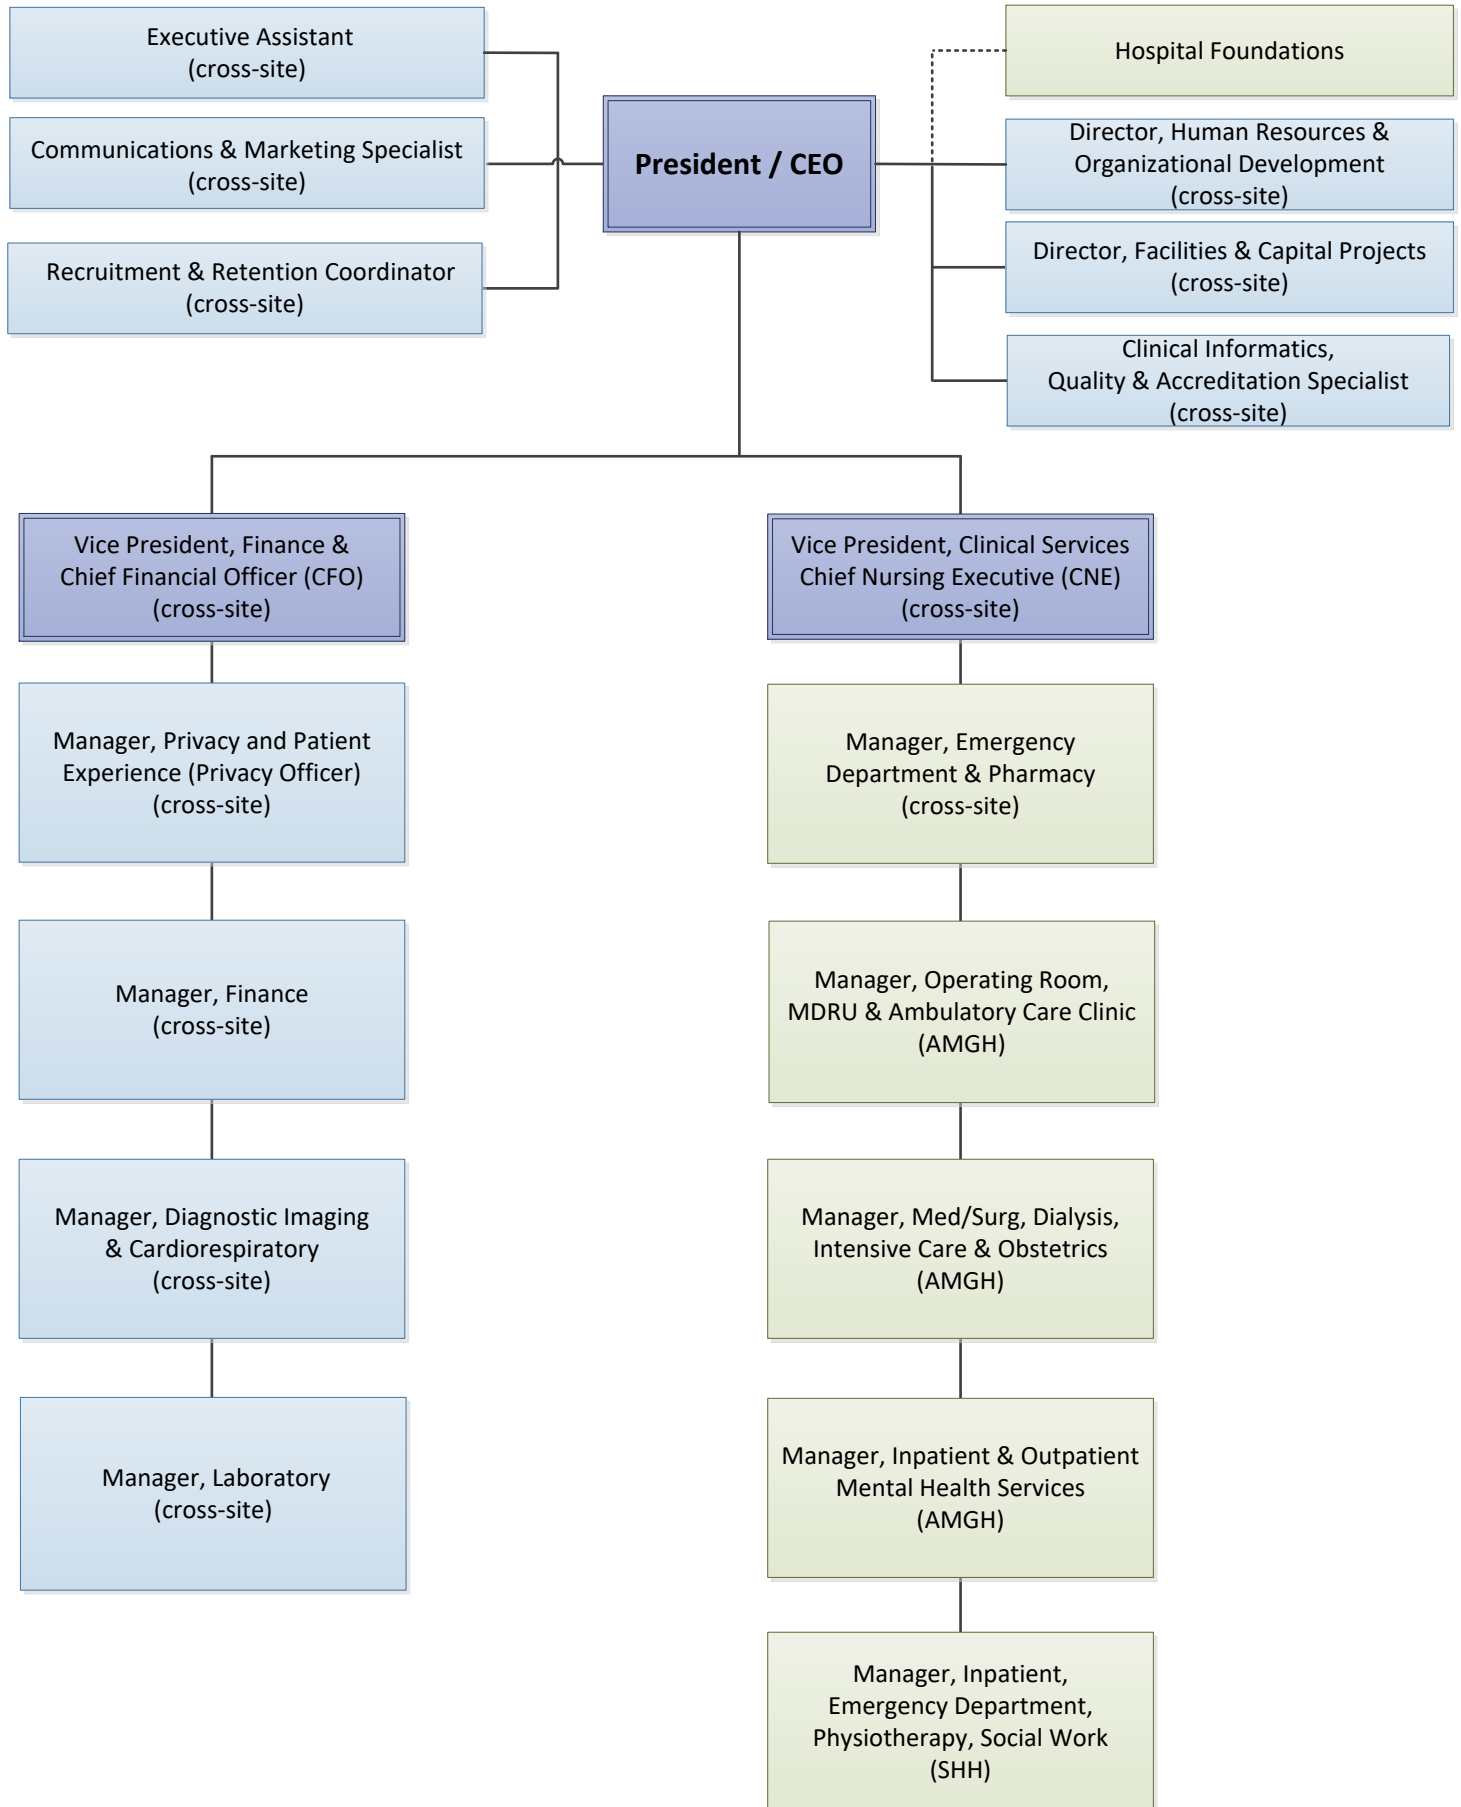 Executive Assistant
(cross-site)
Communications & Marketing Specialist
(cross-site)
Recruitment & Retention Coordinator
(cross-site)
President / CEO
Hospital Foundations
Director, Human Resources &
Organizational Development
(cross-site)
Director, Facilities & Capital Projects
(cross-site)
Clinical Informatics,
Quality & Accreditation Specialist
(cross-site)
Vice President, Finance &
Chief Financial Officer (CFO)
(cross-site)
Manager, Privacy and Patient
Experience (Privacy Officer)
(cross-site)
Manager, Finance
(cross-site)
Manager, Diagnostic Imaging
& Cardiorespiratory
(cross-site)
Manager, Laboratory
(cross-site)
Vice President, Clinical Services
Chief Nursing Executive (CNE)
(cross-site)
Manager, Emergency
Department & Pharmacy
(cross-site)
Manager, Operating Room,
MDRU & Ambulatory Care Clinic
(AMGH)
Manager, Med/Surg, Dialysis,
Intensive Care & Obstetrics
(AMGH)
Manager, Inpatient & Outpatient
Mental Health Services
(AMGH)
Manager, Inpatient,
Emergency Department,
Physiotherapy, Social Work
(SHH)